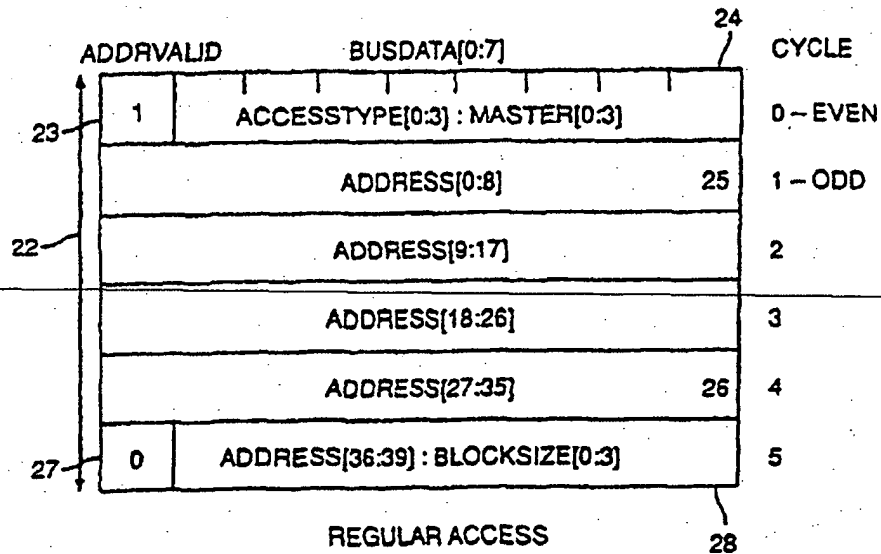 24
ADDRVALID BUSDATA[0:7] CYCLE
23 1 ACCESSTYPE[0:3] : MASTER[0:3] 0 – EVEN
ADDRESS[0:8] 25 1 – ODD
22 ADDRESS[9:17] 2
ADDRESS[18:26] 3
ADDRESS[27:35] 26 4
27 0 ADDRESS[36:39] : BLOCKSIZE[0:3] 5
REGULAR ACCESS 28